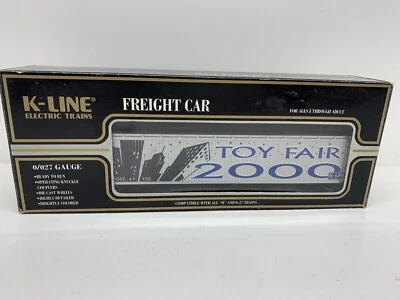 K-LINE®
ELECTRIC TRAINS
FREIGHT CAR
FOR AGES 8 THROUGH ADULT
0/027 GAUGE
•READY TO RUN
•OPERATING KNUCKLE
COUPLERS
•DIE CAST WHEELS
•HIGHLY DETAILED
•BRIGHTLY COLORED
TOY FAIR
2000
COMPATIBLE WITH ALL "O" AND 0-27 TRAINS